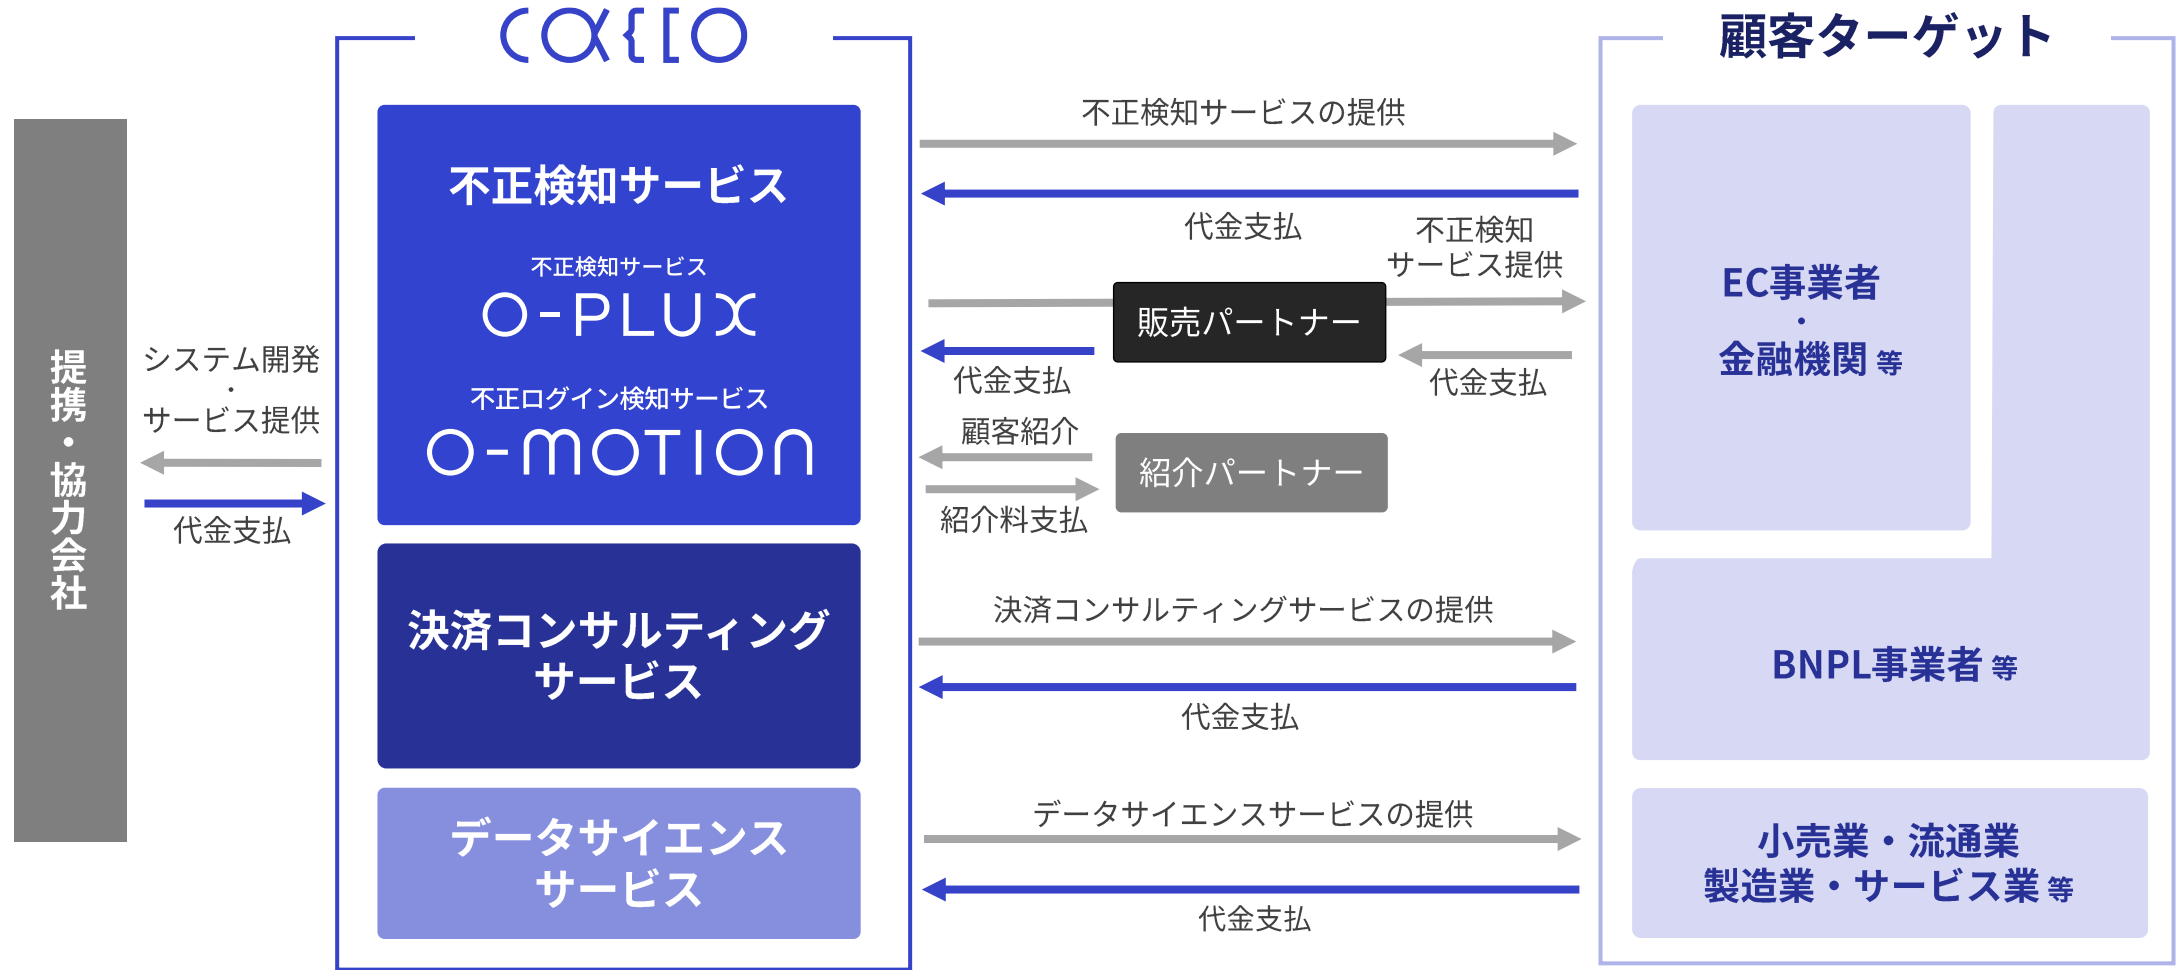 cacco
顧客ターゲット
提携・協力会社
システム開発
・
サービス提供
代金支払
不正検知サービス
不正検知サービス
O-PLUX
不正ログイン検知サービス
O-MOTION
決済コンサルティング
サービス
データサイエンス
サービス
不正検知サービスの提供
代金支払
不正検知
サービス提供
販売パートナー
代金支払
代金支払
顧客紹介
紹介パートナー
紹介料支払
決済コンサルティングサービスの提供
代金支払
データサイエンスサービスの提供
代金支払
EC事業者
・
金融機関 等
BNPL事業者 等
小売業・流通業
製造業・サービス業 等